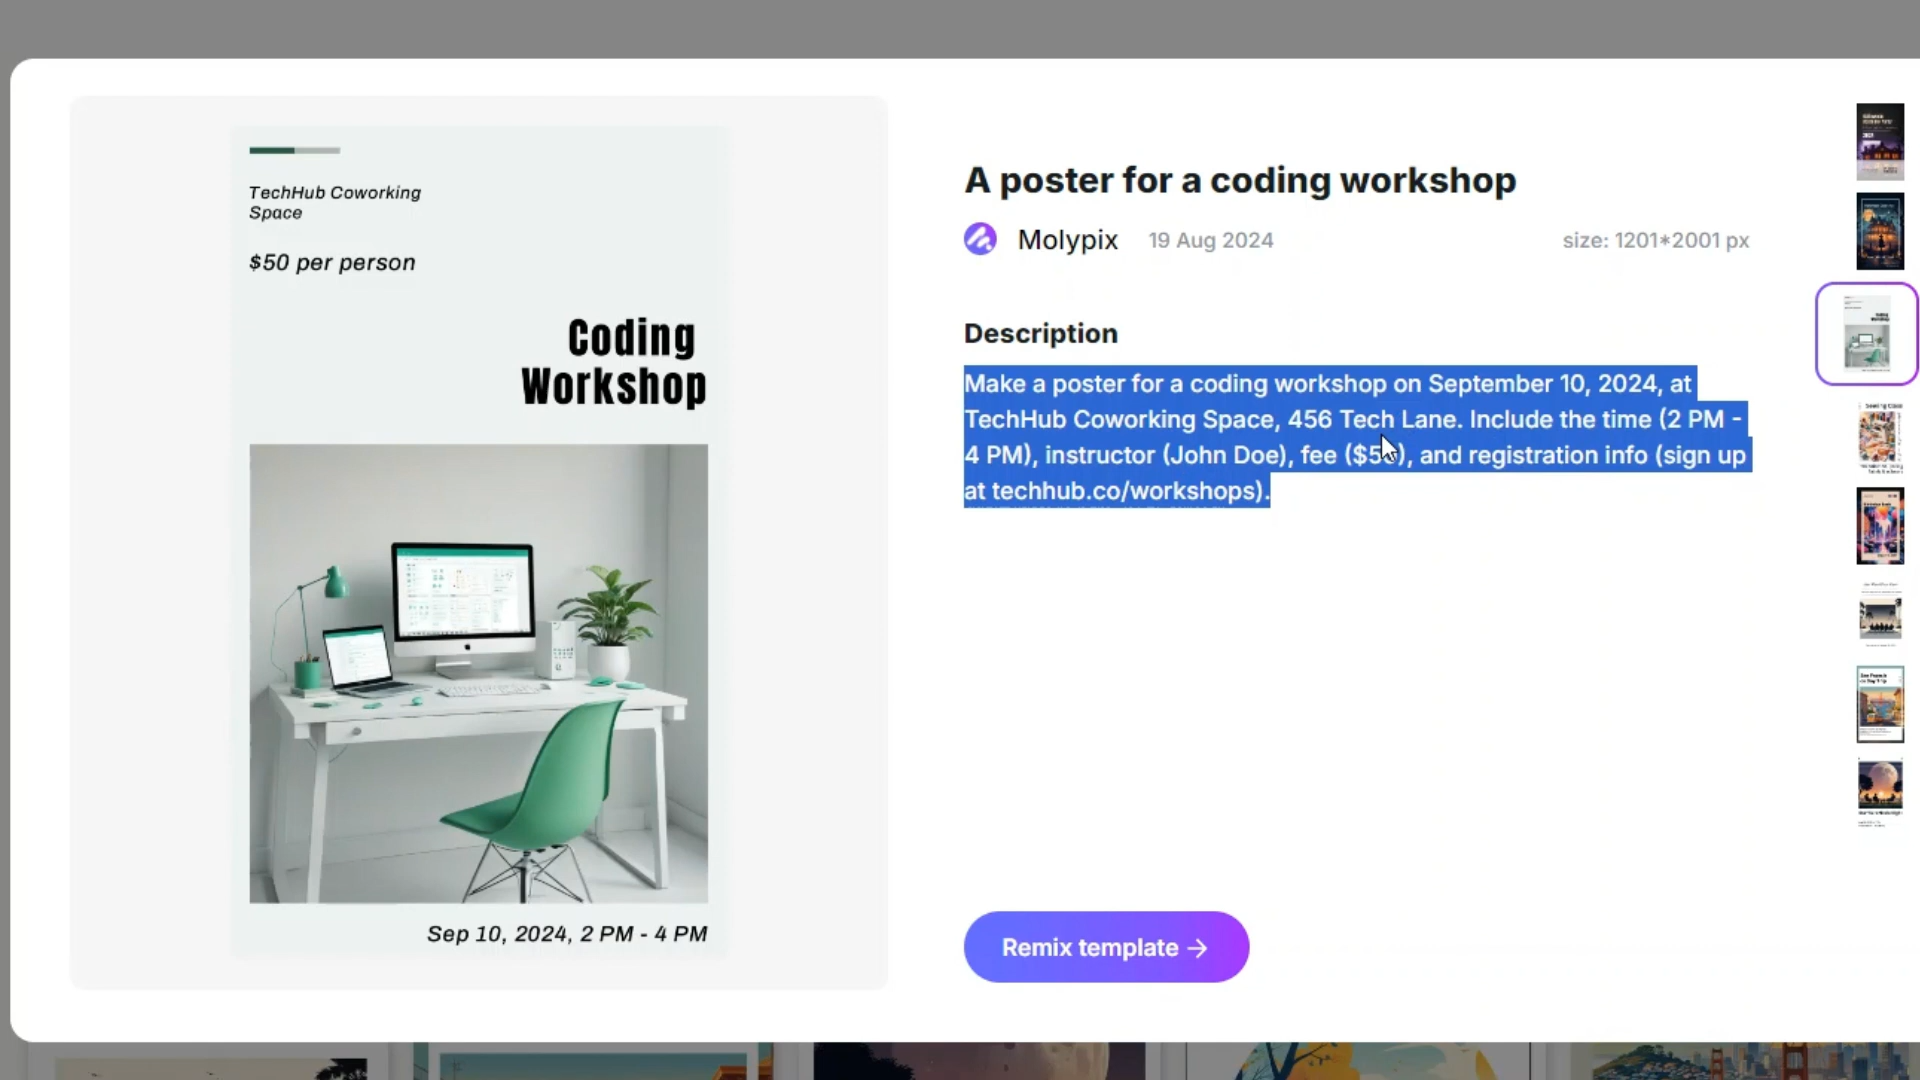 TechHub Coworking
Space
$50 per person
Coding
Workshop
Sep 10, 2024, 2 PM - 4 PM
A poster for a coding workshop
Molypix 19 Aug 2024 size: 1201*2001 px
Description
Make a poster for a coding workshop on September 10, 2024, at
TechHub Coworking Space, 456 Tech Lane. Include the time (2 PM -
4 PM), instructor (John Doe), fee ($50), and registration info (sign up
at techhub.co/workshops).
Remix template →
Coding
Workshop